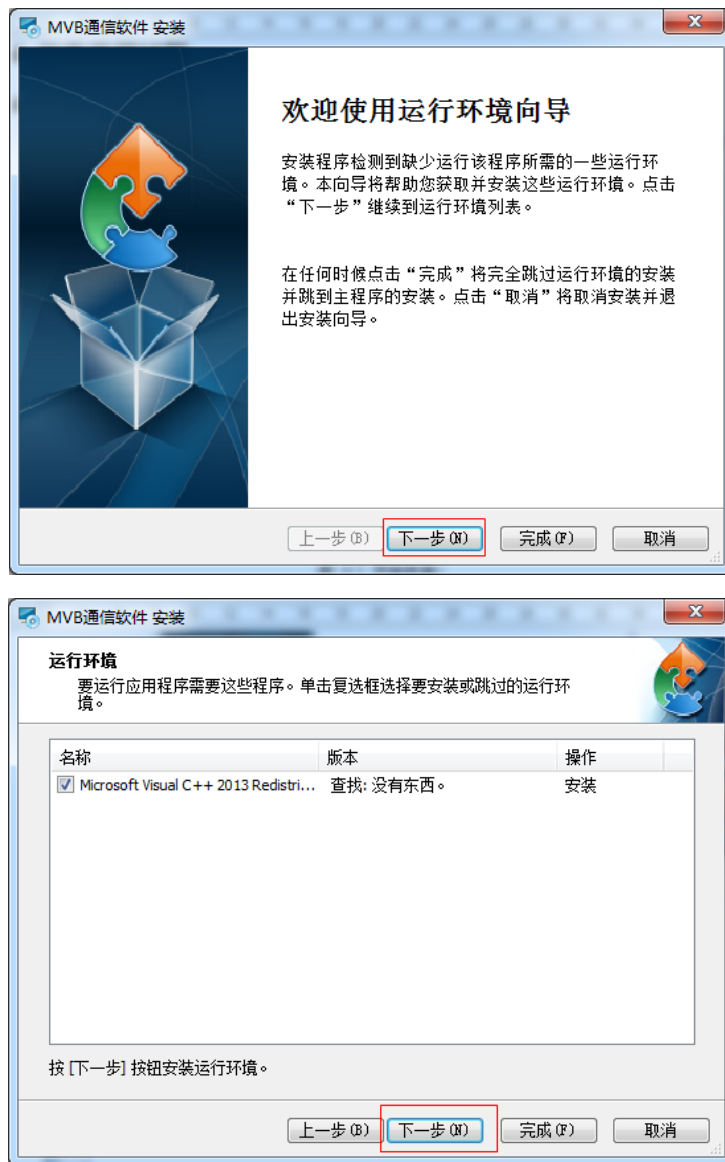 MVB通信软件 安装
欢迎使用运行环境向导
安装程序检测到缺少运行该程序所需的一些运行环
境。本向导将帮助您获取并安装这些运行环境。点击
“下一步”继续到运行环境列表。
在任何时候点击“完成”将完全跳过运行环境的安装
并跳到主程序的安装。点击“取消”将取消安装并退
出安装向导。
上一步(B) 下一步(N) 完成(F) 取消
MVB通信软件 安装
运行环境
要运行应用程序需要这些程序。单击复选框选择要安装或跳过的运行环
境。
名称 版本 操作
Microsoft Visual C++ 2013 Redistri... 查找: 没有东西。 安装
按 [下一步] 按钮安装运行环境。
上一步(B) 下一步(N) 完成(F) 取消